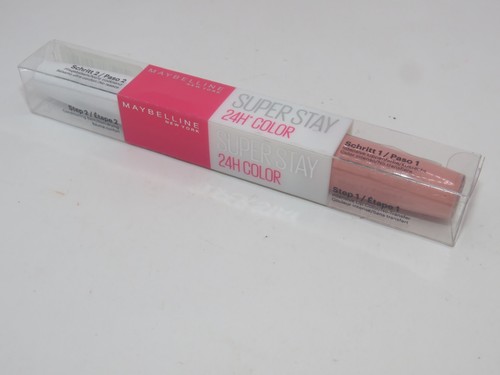 Schritt 2 / Paso 2
MAYBELLINE
NEW YORK
SUPER STAY
24H COLOR
Schritt 1 / Paso 1
Step 2 / Étape 2
MAYBELLINE
NEW YORK
SUPER STAY
24H COLOR
Step 1 / Étape 1